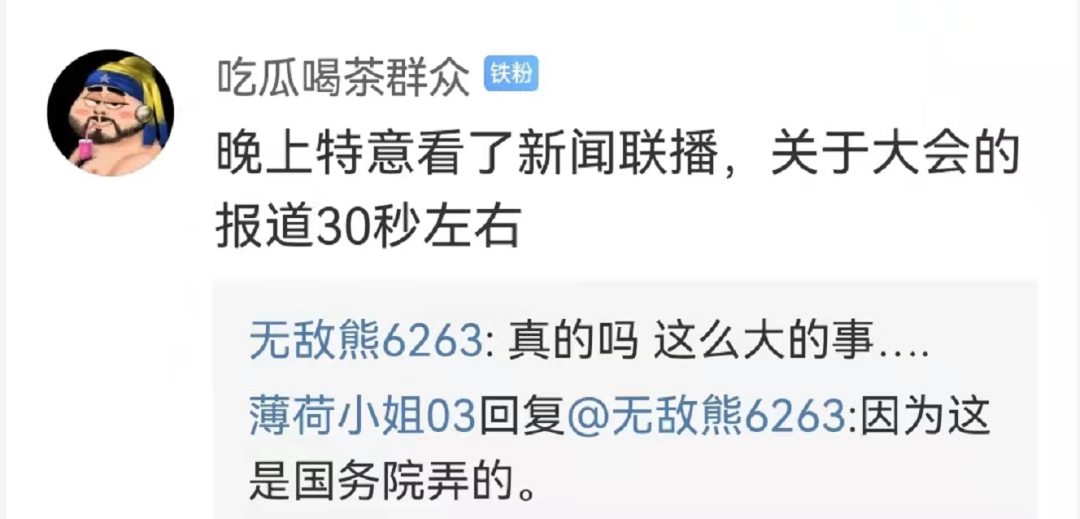 吃瓜喝茶群众 铁粉
晚上特意看了新闻联播，关于大会的
报道30秒左右
无敌熊6263: 真的吗 这么大的事....
薄荷小姐03回复@无敌熊6263:因为这
是国务院弄的。